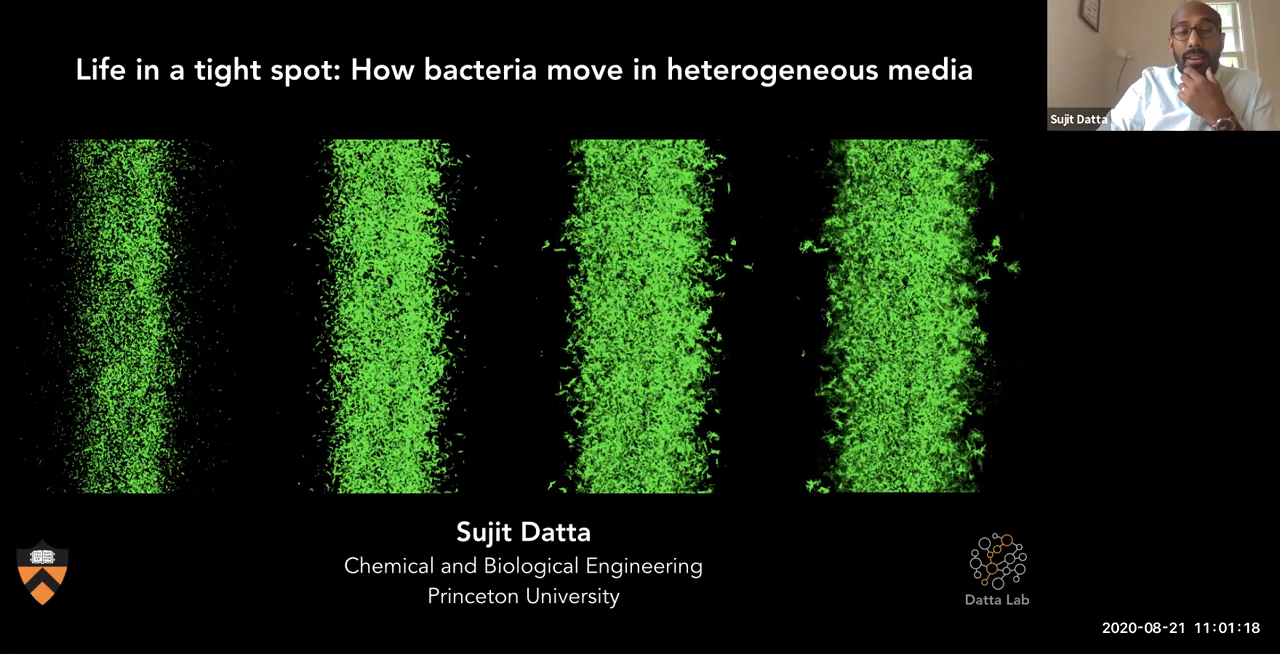 Life in a tight spot: How bacteria move in heterogeneous media
Sujit Datta
Sujit Datta
Chemical and Biological Engineering
Princeton University
Datta Lab
2020-08-21 11:01:18